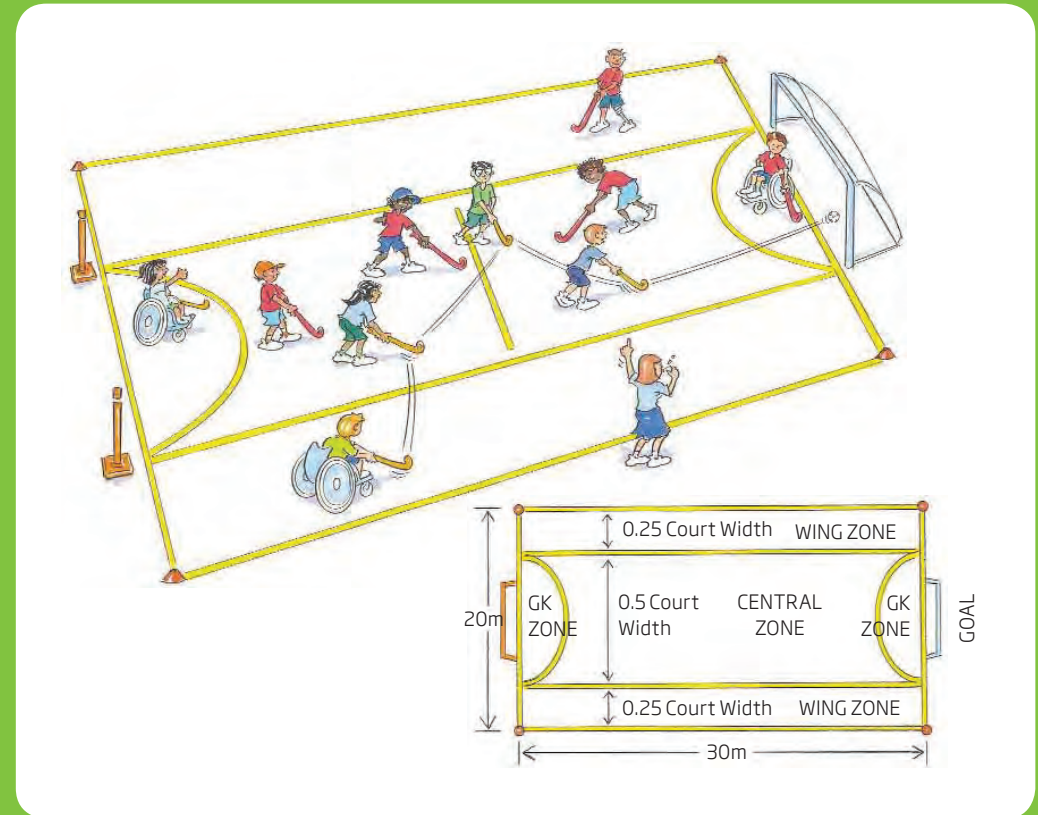 0.25 Court Width WING ZONE
20m
GK
ZONE
0.5 Court
Width
CENTRAL
ZONE
GK
ZONE
GOAL
0.25 Court Width WING ZONE
30m